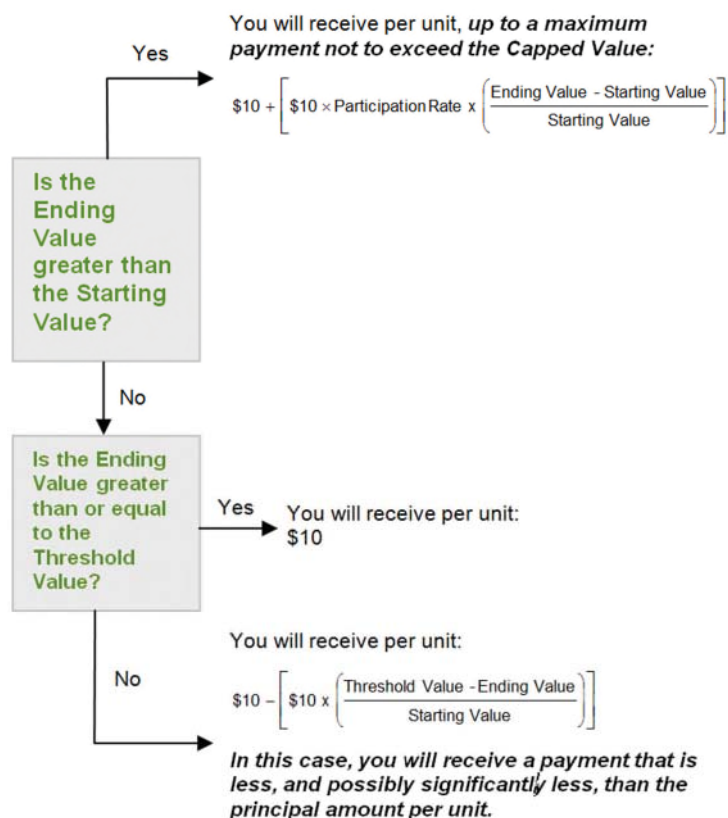 You will receive per unit, up to a maximum
payment not to exceed the Capped Value:
Yes
$10 + [ $10 × Participation Rate x ( Ending Value - Starting Value
Starting Value ) ]
Is the
Ending
Value
greater than
the Starting
Value?
No
Is the Ending
Value greater
than or equal
to the
Threshold
Value?
Yes
You will receive per unit:
$10
No
You will receive per unit:
$10 – [ $10 x ( Threshold Value - Ending Value
Starting Value ) ]
In this case, you will receive a payment that is
less, and possibly significantly less, than the
principal amount per unit.